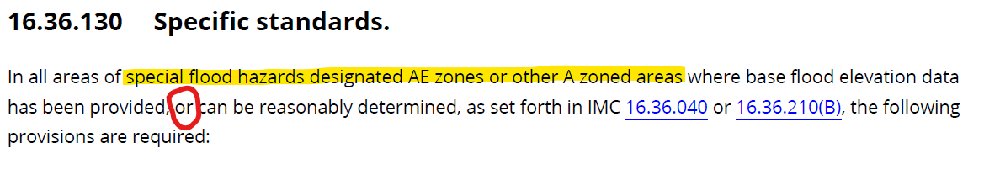 16.36.130 Specific standards.
In all areas of special flood hazards designated AE zones or other A zoned areas where base flood elevation data
has been provided, or can be reasonably determined, as set forth in IMC 16.36.040 or 16.36.210(B), the following
provisions are required: